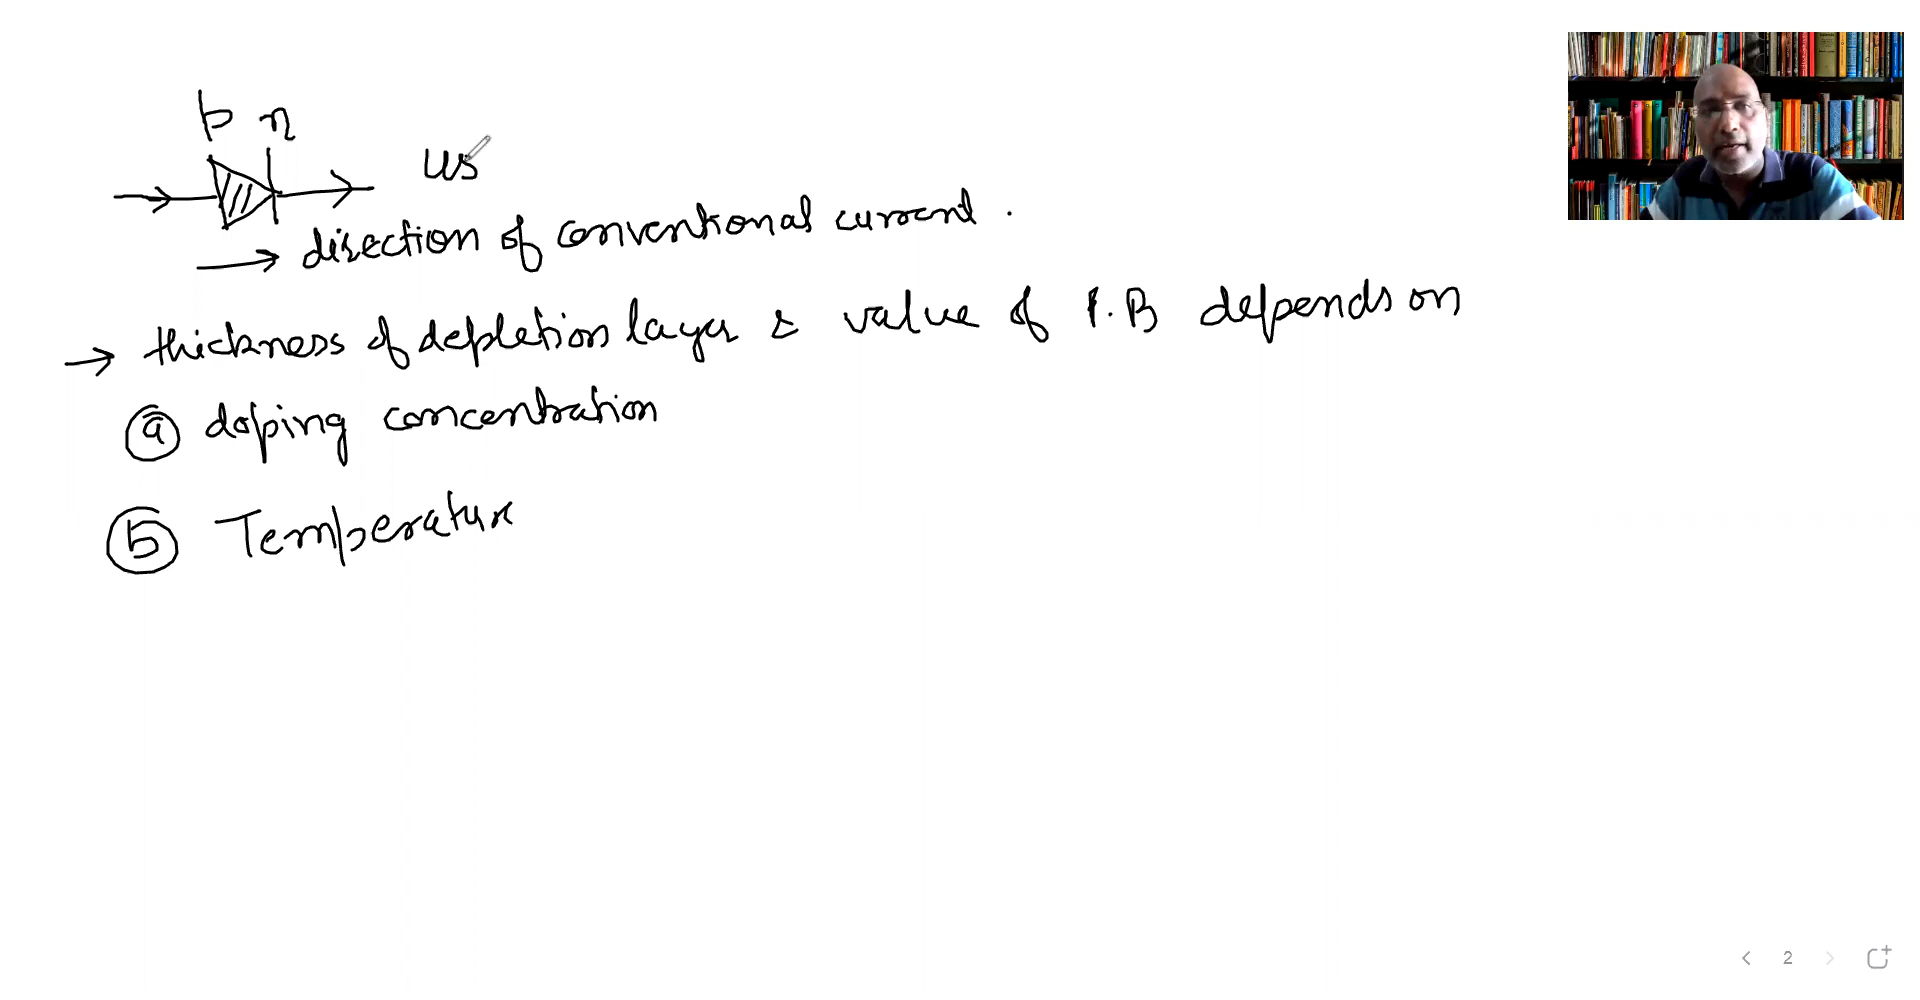 p n
us
→ direction of conventional current.
→ thickness of depletion layer & value of P.B depends on
(a) doping concentration
(b) Temperature
2